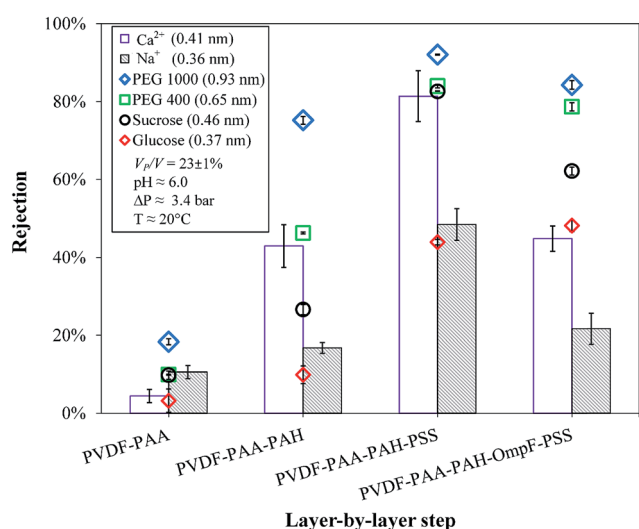 100%
80%
60%
40%
20%
0%
Rejection
Ca²⁺ (0.41 nm)
Na⁺ (0.36 nm)
PEG 1000 (0.93 nm)
PEG 400 (0.65 nm)
Sucrose (0.46 nm)
Glucose (0.37 nm)
Vₚ/V = 23±1%
pH ≈ 6.0
ΔP ≈ 3.4 bar
T ≈ 20°C
PVDF-PAA
PVDF-PAA-PAH
PVDF-PAA-PAH-PSS
PVDF-PAA-PAH-OmpF-PSS
Layer-by-layer step